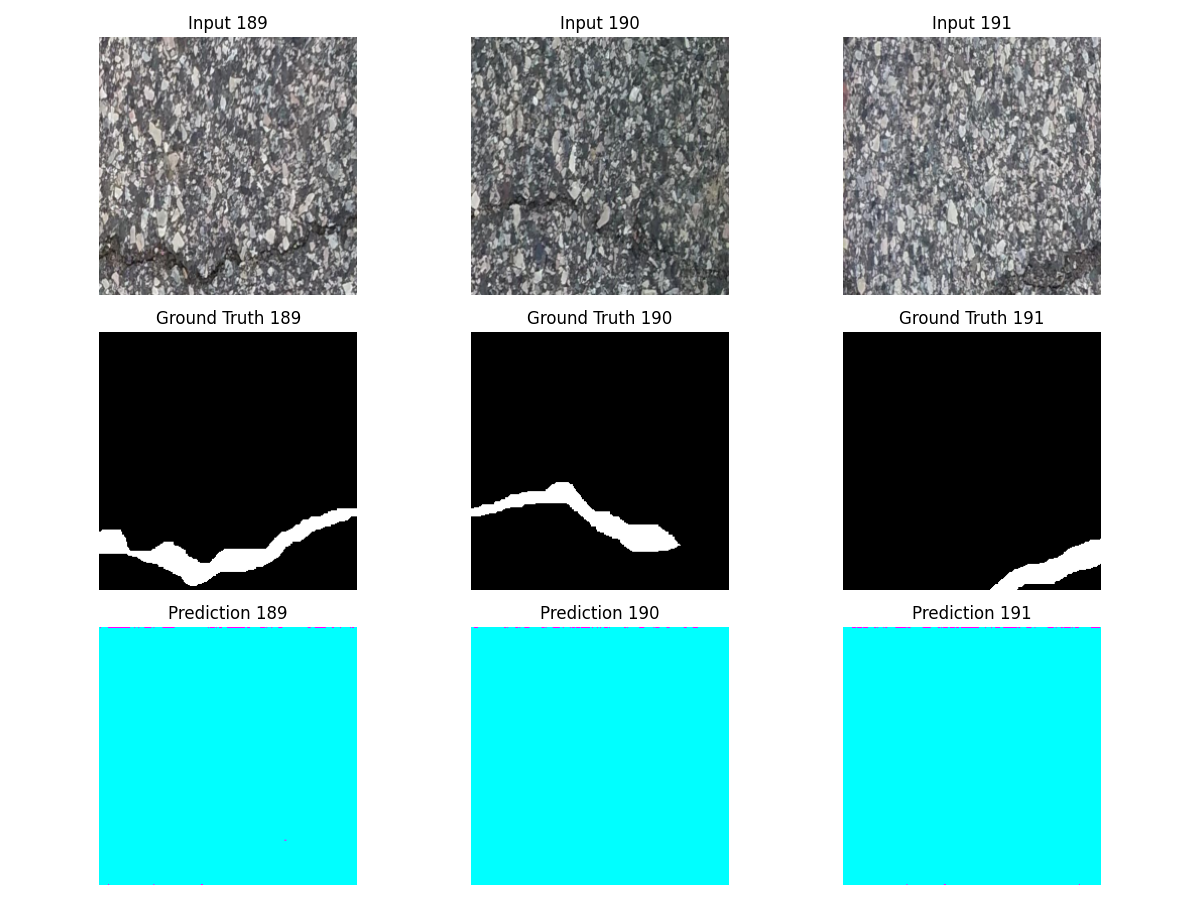 Input 189
Input 190
Input 191
Ground Truth 189
Ground Truth 190
Ground Truth 191
Prediction 189
Prediction 190
Prediction 191